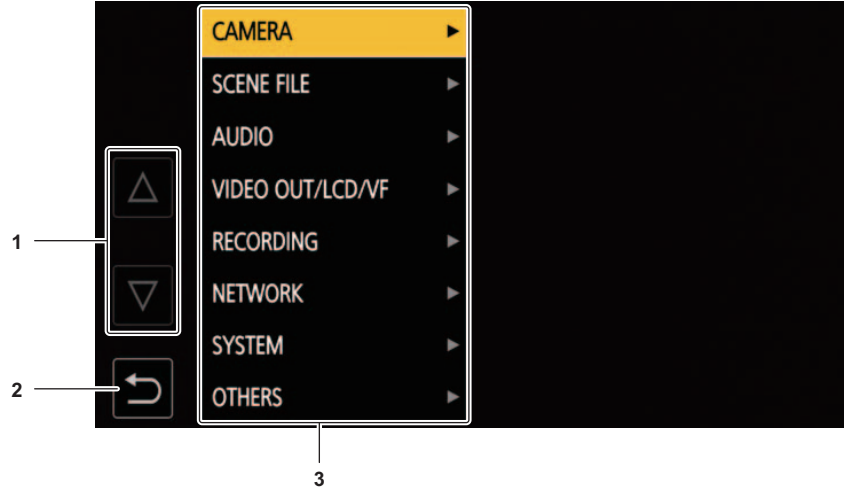 CAMERA
SCENE FILE
AUDIO
VIDEO OUT/LCD/VF
1
RECORDING
NETWORK
SYSTEM
2
OTHERS
3